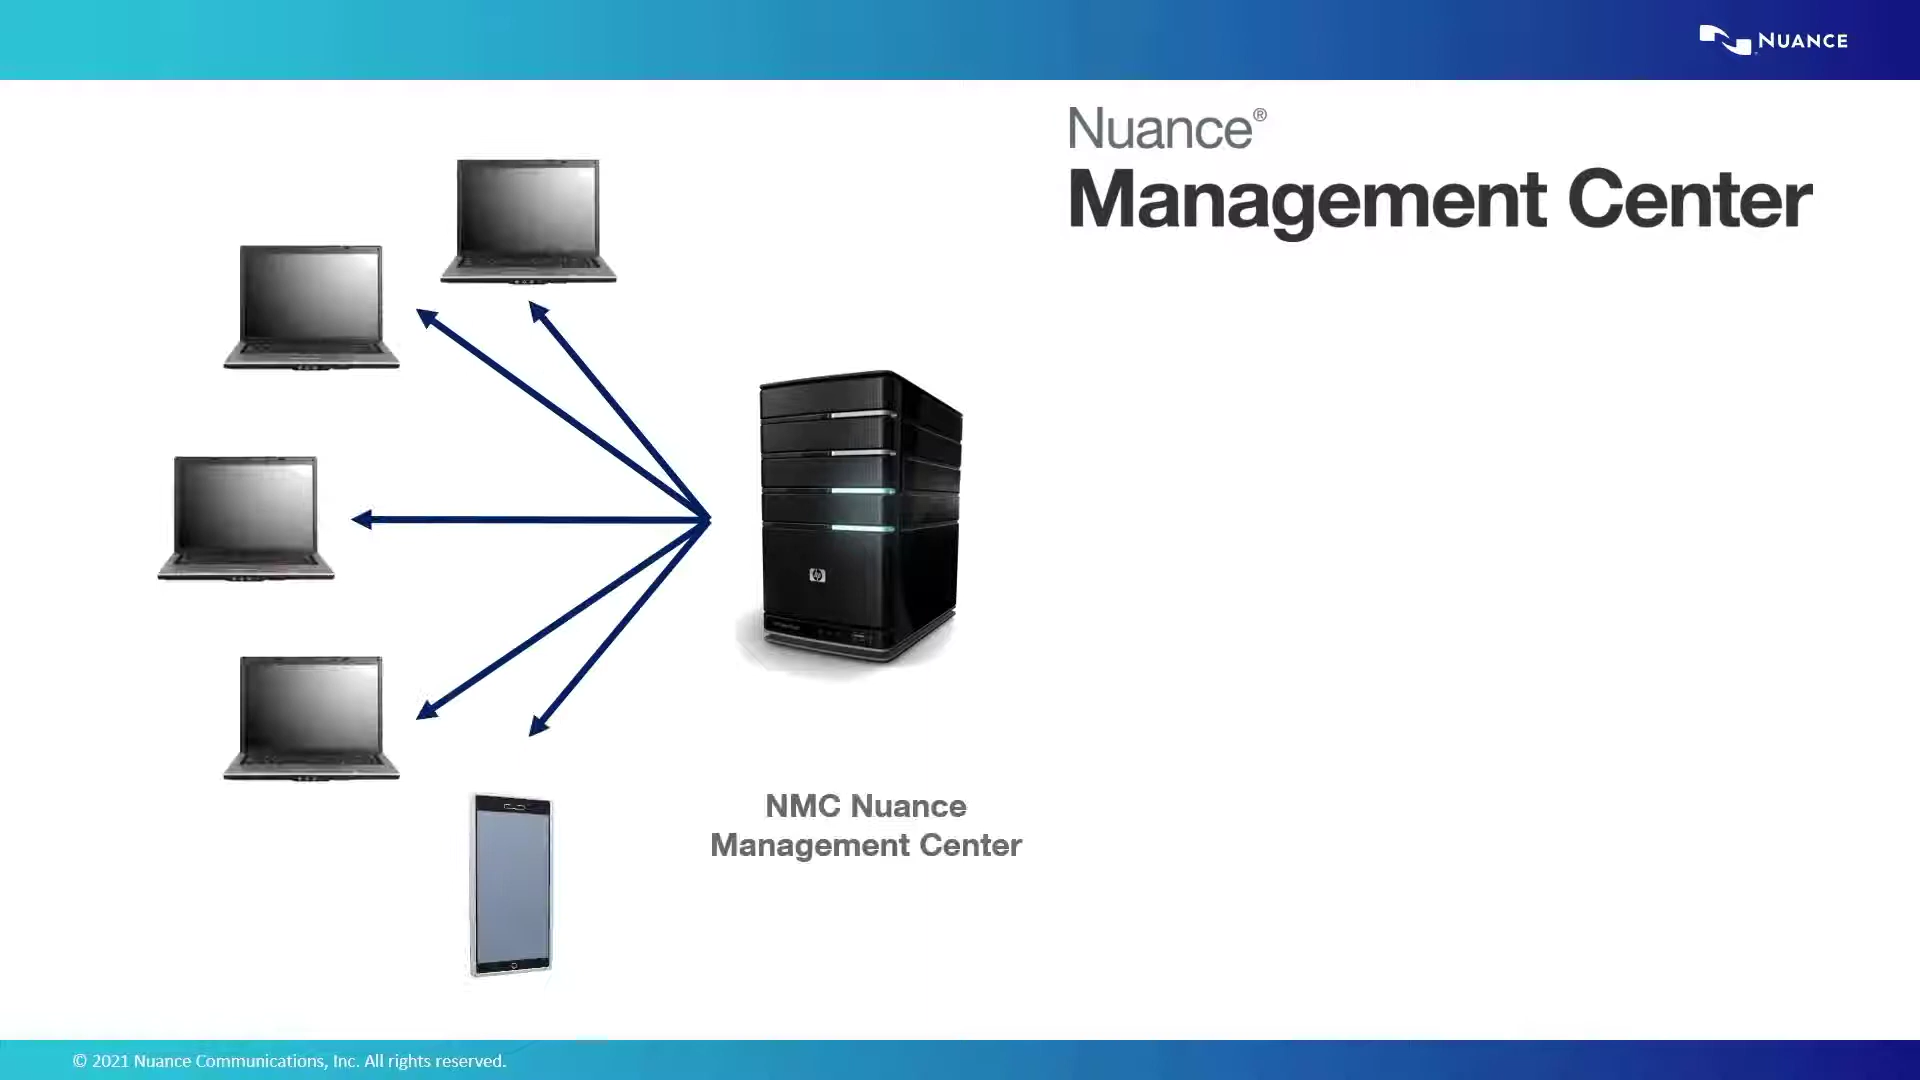 NUANCE
Nuance®
Management Center
NMC Nuance
Management Center
© 2021 Nuance Communications, Inc. All rights reserved.